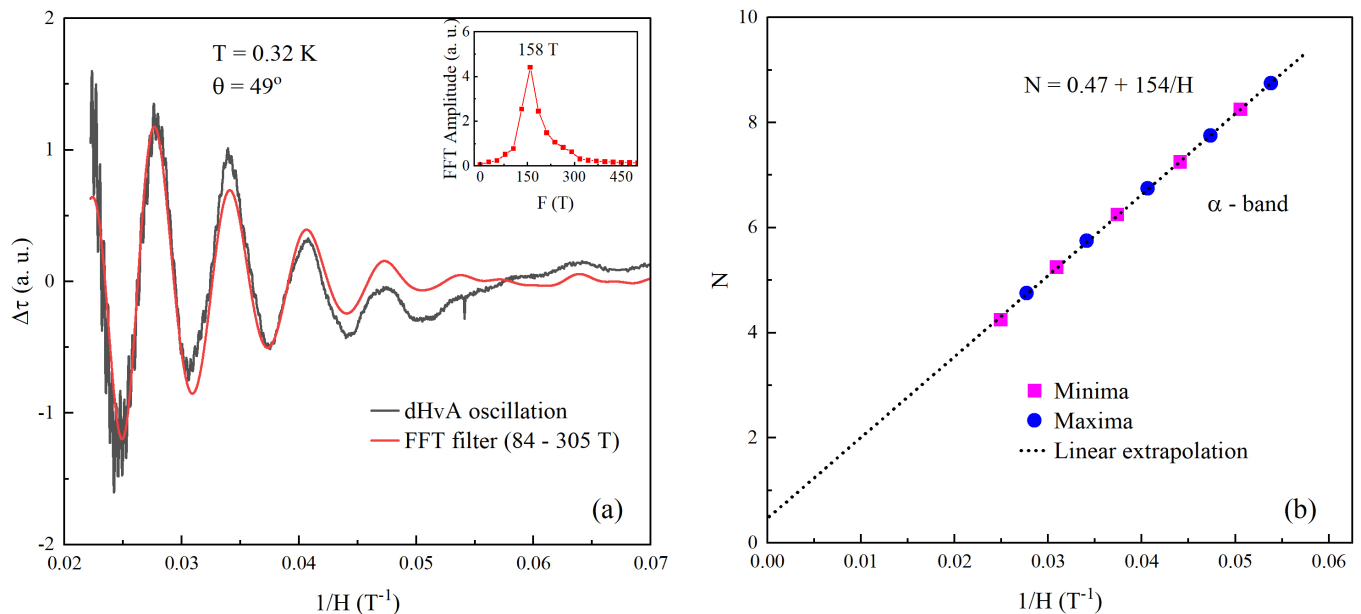 T = 0.32 K
θ = 49°
Δτ (a. u.)
2
1
0
-1
-2
0.02 0.03 0.04 0.05 0.06 0.07
1/H (T⁻¹)
dHvA oscillation
FFT filter (84 - 305 T)
(a)
158 T
FFT Amplitude (a. u.)
6
4
2
0
0 150 300 450
F (T)
N = 0.47 + 154/H
α - band
N
10
8
6
4
2
0
Minima
Maxima
Linear extrapolation
(b)
0.00 0.02 0.03 0.04 0.05 0.06
1/H (T⁻¹)